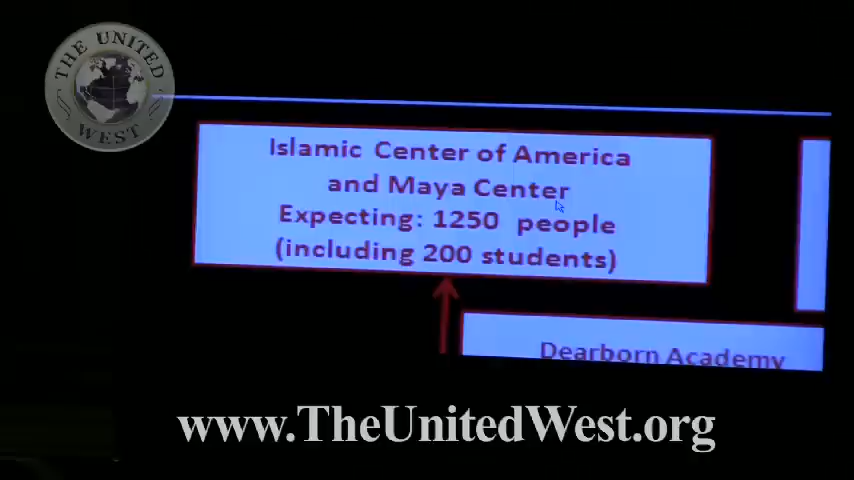 THE UNITED
WEST
Islamic Center of America
and Maya Center
Expecting: 1250 people
(including 200 students)
Dearborn Academy
www.TheUnitedWest.org